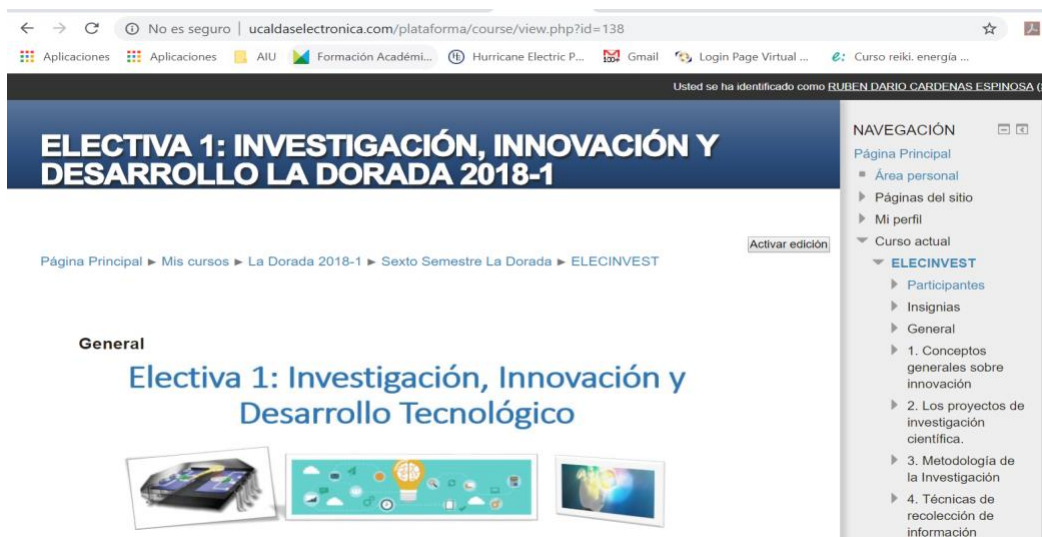 No es seguro | ucaldaselectronica.com/plataforma/course/view.php?id=138
Aplicaciones Aplicaciones AIU Formación Académi... Hurricane Electric P... Gmail Login Page Virtual ... Curso reiki. energía ...
Usted se ha identificado como RUBEN DARIO CARDENAS ESPINOSA (
ELECTIVA 1: INVESTIGACIÓN, INNOVACIÓN Y
DESARROLLO LA DORADA 2018-1
Activar edición
Página Principal ► Mis cursos ► La Dorada 2018-1 ► Sexto Semestre La Dorada ► ELECINVEST
General
Electiva 1: Investigación, Innovación y
Desarrollo Tecnológico
NAVEGACIÓN
Página Principal
Área personal
Páginas del sitio
Mi perfil
Curso actual
ELECINVEST
Participantes
Insignias
General
1. Conceptos
generales sobre
innovación
2. Los proyectos de
investigación
científica.
3. Metodología de
la Investigación
4. Técnicas de
recolección de
información